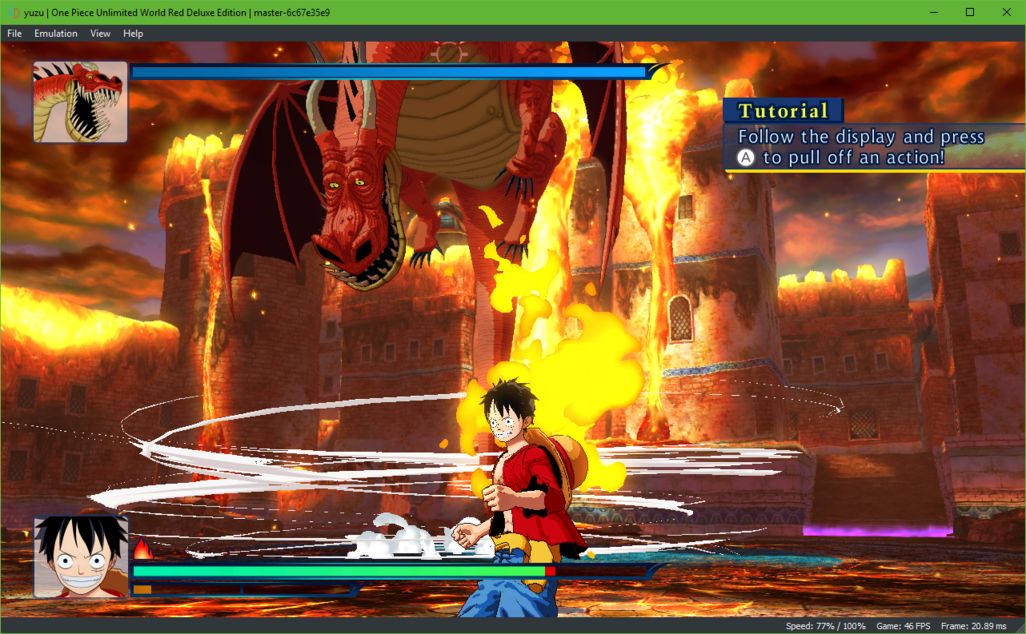 yuzu | One Piece Unlimited World Red Deluxe Edition | master-6c67e35e9
File Emulation View Help
Tutorial
Follow the display and press
A to pull off an action!
Speed: 77% / 100% Game: 46 FPS Frame: 20.89 ms